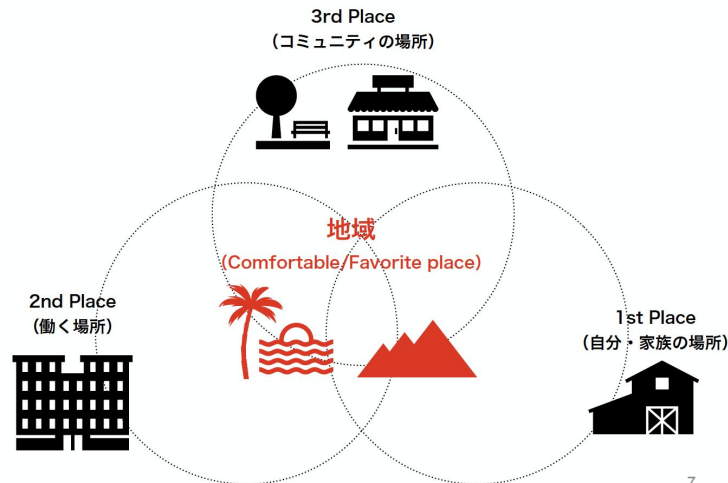 3rd Place
（コミュニティの場所）
地域
（Comfortable/Favorite place）
2nd Place
（働く場所）
1st Place
（自分・家族の場所）
7